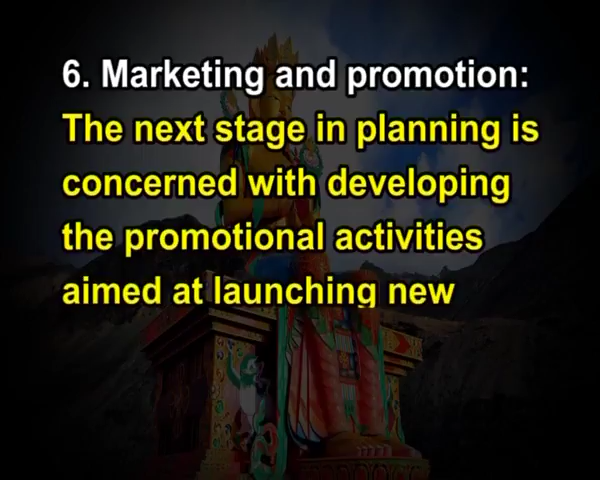 6. Marketing and promotion:
The next stage in planning is
concerned with developing
the promotional activities
aimed at launching new